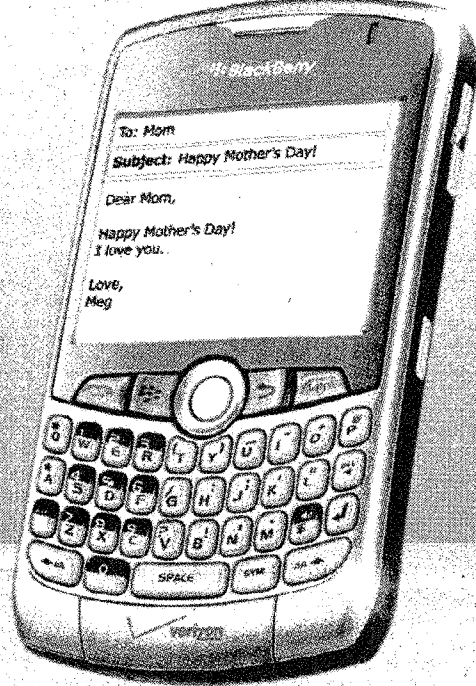 BlackBerry
To: Mom
Subject: Happy Mother's Day!
Dear Mom,
Happy Mother's Day!
I love you.
Love,
Meg
Q W E R T Y U I O P
A S D F G H J K L
Z X C V B N M $
SPACE SYM
verizon